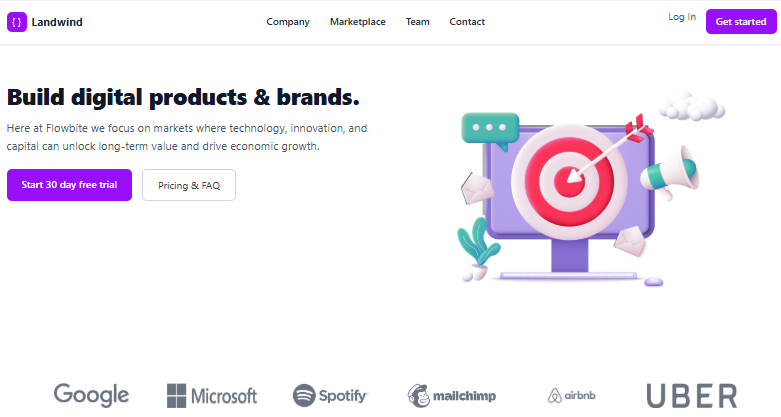 Landwind
Company Marketplace Team Contact
Log In
Get started
Build digital products & brands.
Here at Flowbite we focus on markets where technology, innovation, and
capital can unlock long-term value and drive economic growth.
Start 30 day free trial
Pricing & FAQ
Google Microsoft Spotify mailchimp airbnb UBER